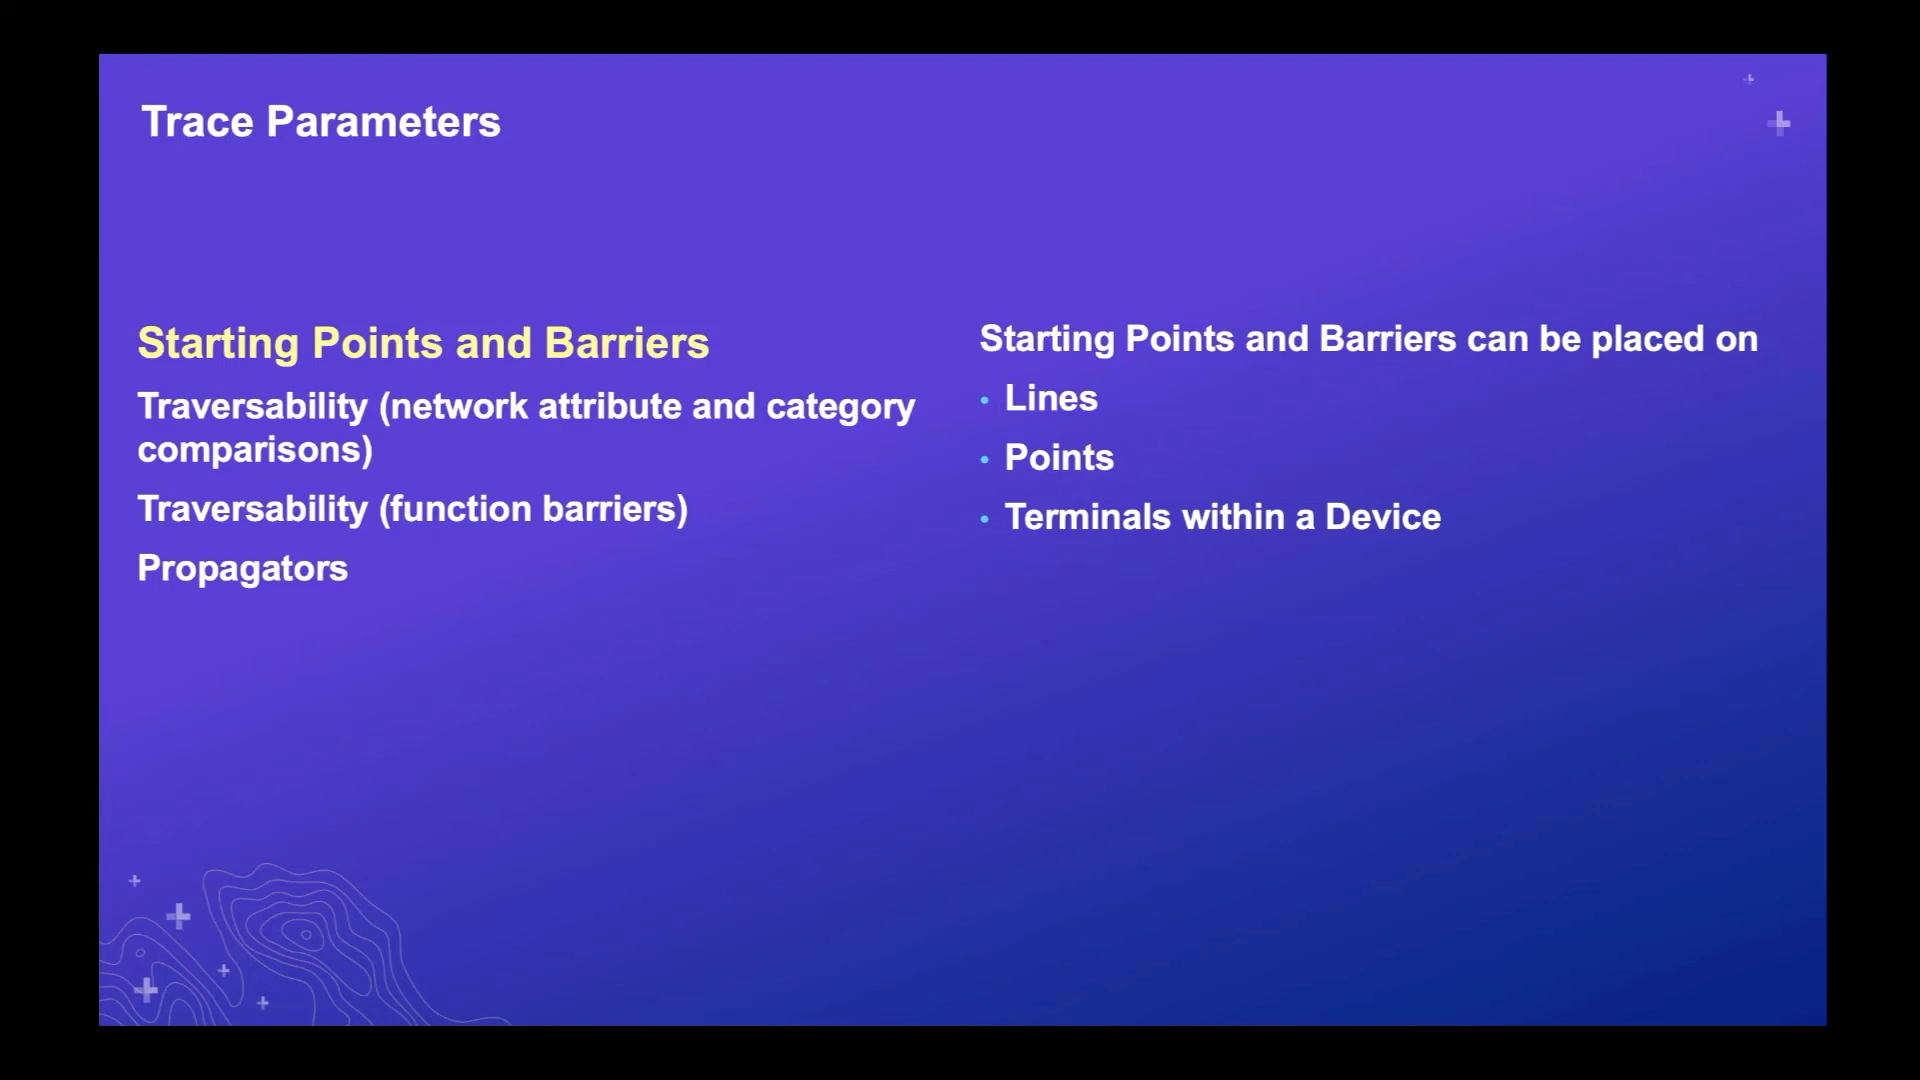 Trace Parameters
Starting Points and Barriers
Traversability (network attribute and category
comparisons)
Traversability (function barriers)
Propagators
Starting Points and Barriers can be placed on
• Lines
• Points
• Terminals within a Device